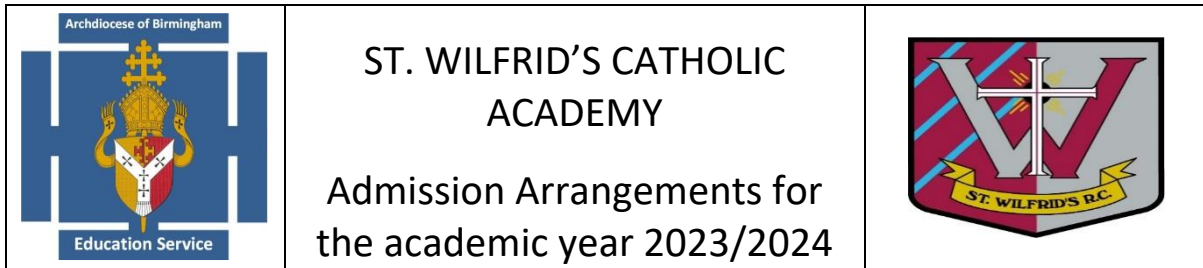 Archdiocese of Birmingham
Education Service
ST. WILFRID’S CATHOLIC
ACADEMY
Admission Arrangements for
the academic year 2023/2024
W
ST. WILFRID'S R.C.